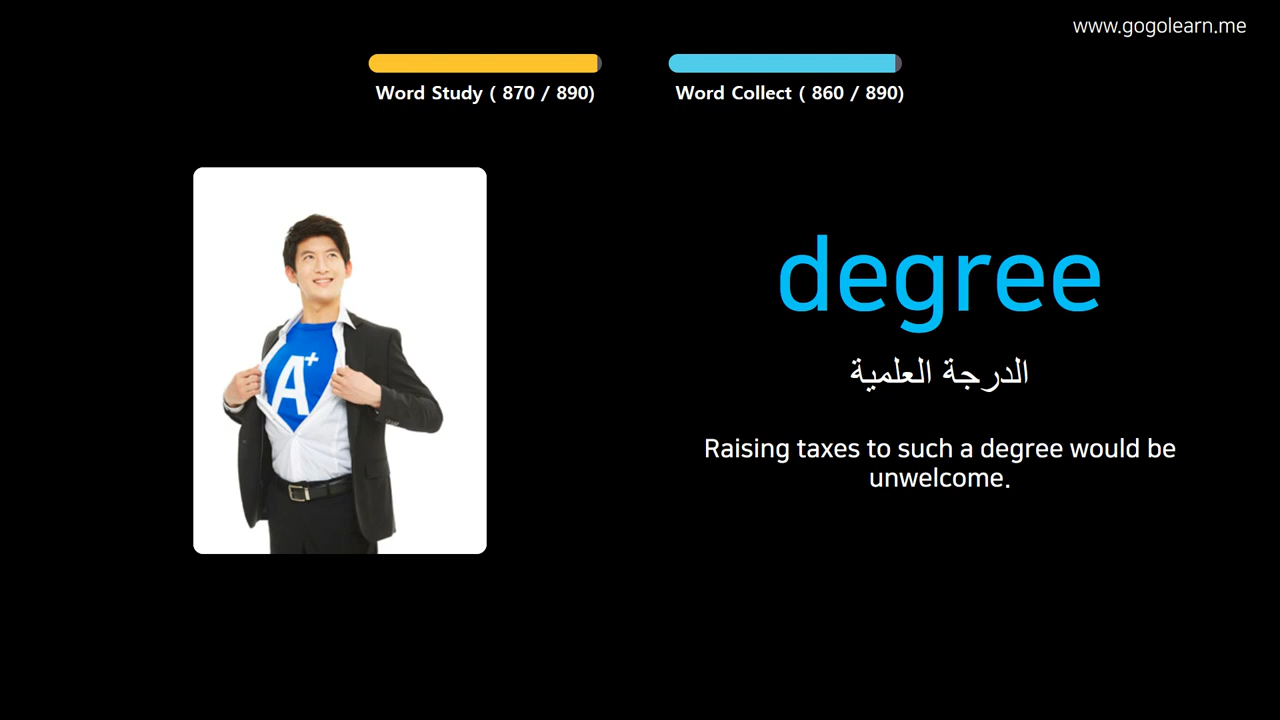 www.gogolearn.me
Word Study ( 870 / 890)
Word Collect ( 860 / 890)
A+
degree
الدرجة العلمية
Raising taxes to such a degree would be
unwelcome.